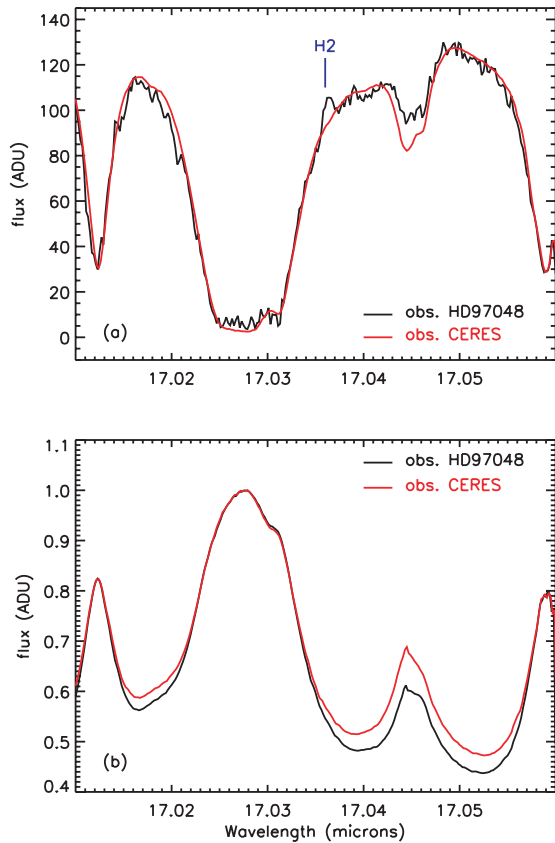 140
120
100
80
60
40
20
0
flux (ADU)
H2
(a)
obs. HD97048
obs. CERES
17.02 17.03 17.04 17.05
1.1
1.0
0.9
0.8
0.7
0.6
0.5
0.4
flux (ADU)
obs. HD97048
obs. CERES
(b)
17.02 17.03 17.04 17.05
Wavelength (microns)